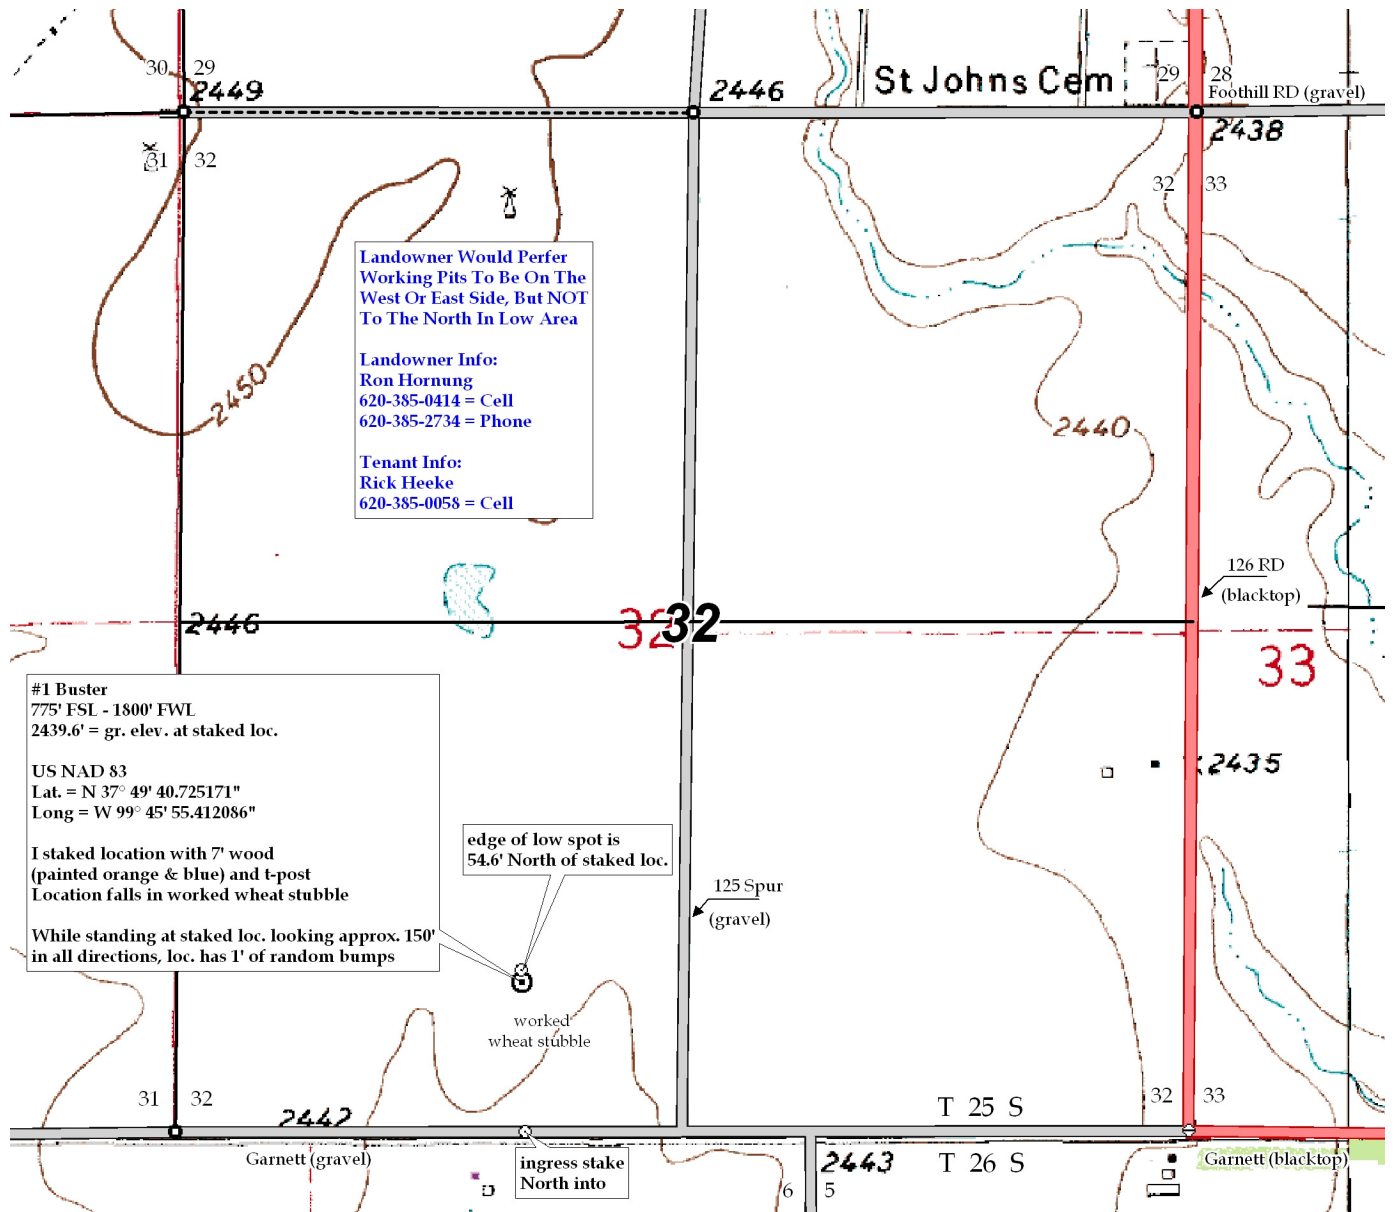 St Johns Cem
30 29
29 28
2449
2446
Foothill RD (gravel)
2438
31 32
32 33
Landowner Would Perfer
Working Pits To Be On The
West Or East Side, But NOT
To The North In Low Area
Landowner Info:
Ron Hornung
620-385-0414 = Cell
620-385-2734 = Phone
Tenant Info:
Rick Heeke
620-385-0058 = Cell
2450
2440
126 RD
(blacktop)
2446
32
32
33
#1 Buster
775' FSL - 1800' FWL
2439.6' = gr. elev. at staked loc.
US NAD 83
Lat. = N 37° 49' 40.725171"
Long = W 99° 45' 55.412086"
I staked location with 7' wood
(painted orange & blue) and t-post
Location falls in worked wheat stubble
While standing at staked loc. looking approx. 150'
in all directions, loc. has 1' of random bumps
2435
edge of low spot is
54.6' North of staked loc.
125 Spur
(gravel)
worked
wheat stubble
31 32
32 33
2442
T 25 S
Garnett (gravel)
ingress stake
North into
2443
T 26 S
Garnett (blacktop)
6 5